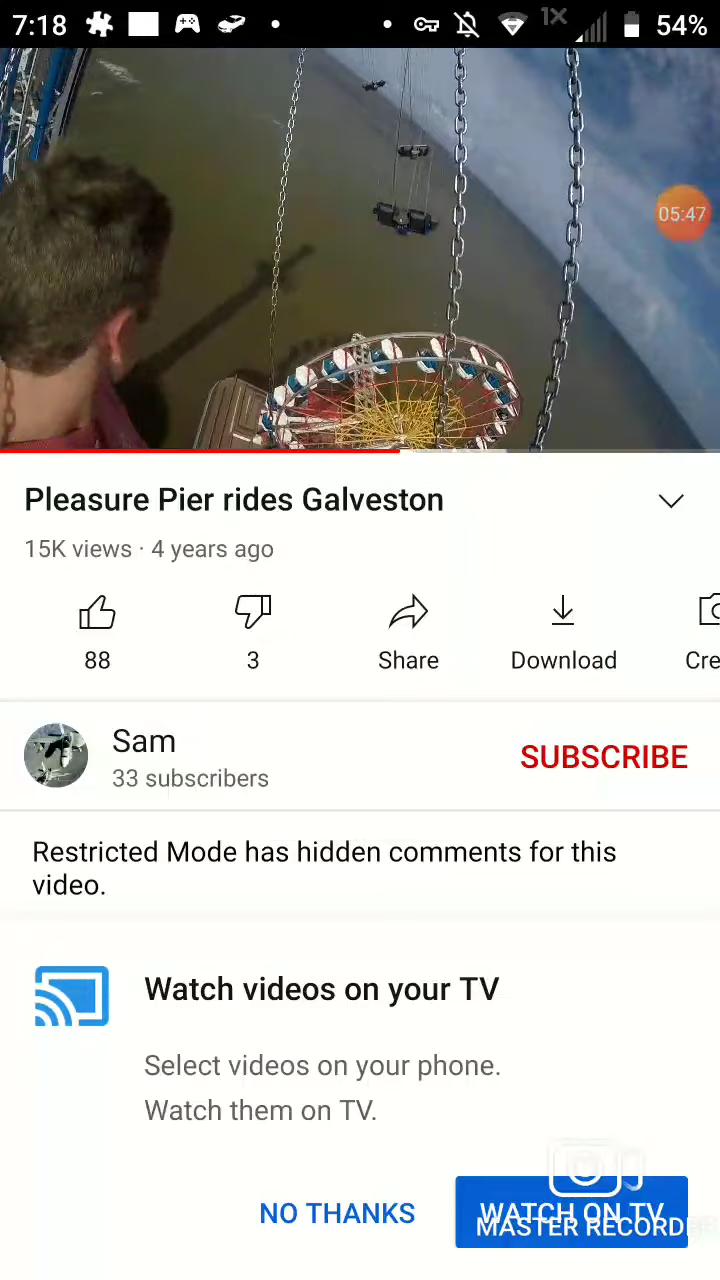 7:18
1X
54%
05:47
Pleasure Pier rides Galveston
15K views · 4 years ago
88
3
Share
Download
Cre
Sam
33 subscribers
SUBSCRIBE
Restricted Mode has hidden comments for this
video.
Watch videos on your TV
Select videos on your phone.
Watch them on TV.
NO THANKS
WATCH ON TV
MASTER RECORD